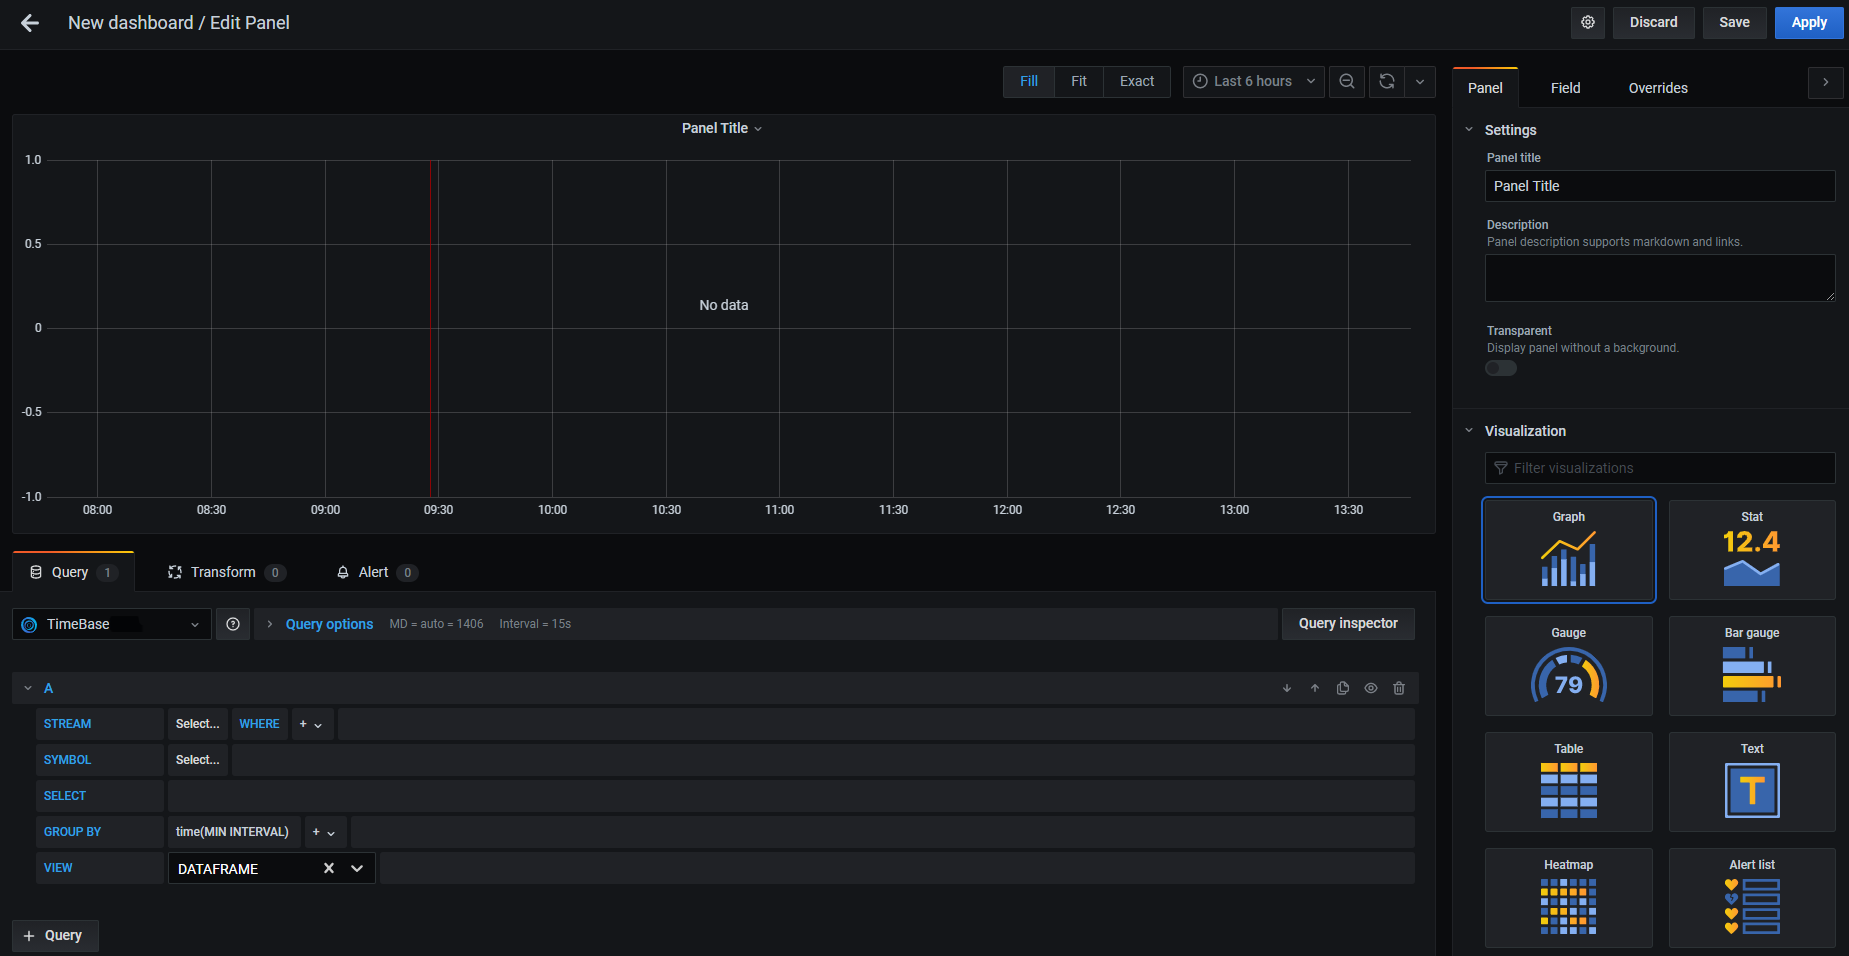 New dashboard / Edit Panel
Discard
Save
Apply
Fill
Fit
Exact
Last 6 hours
Panel Title
1.0
0.5
0
-0.5
-1.0
No data
08:00
08:30
09:00
09:30
10:00
10:30
11:00
11:30
12:00
12:30
13:00
13:30
Query 1
Transform 0
Alert 0
TimeBase
Query options
MD = auto = 1406
Interval = 15s
Query inspector
A
STREAM
Select...
WHERE
+
SYMBOL
Select...
SELECT
GROUP BY
time(MIN INTERVAL)
+
VIEW
DATAFRAME
+ Query
Panel
Field
Overrides
Settings
Panel title
Panel Title
Description
Panel description supports markdown and links.
Transparent
Display panel without a background.
Visualization
Filter visualizations
Graph
Stat
12.4
Gauge
79
Bar gauge
Table
Text
T
Heatmap
Alert list